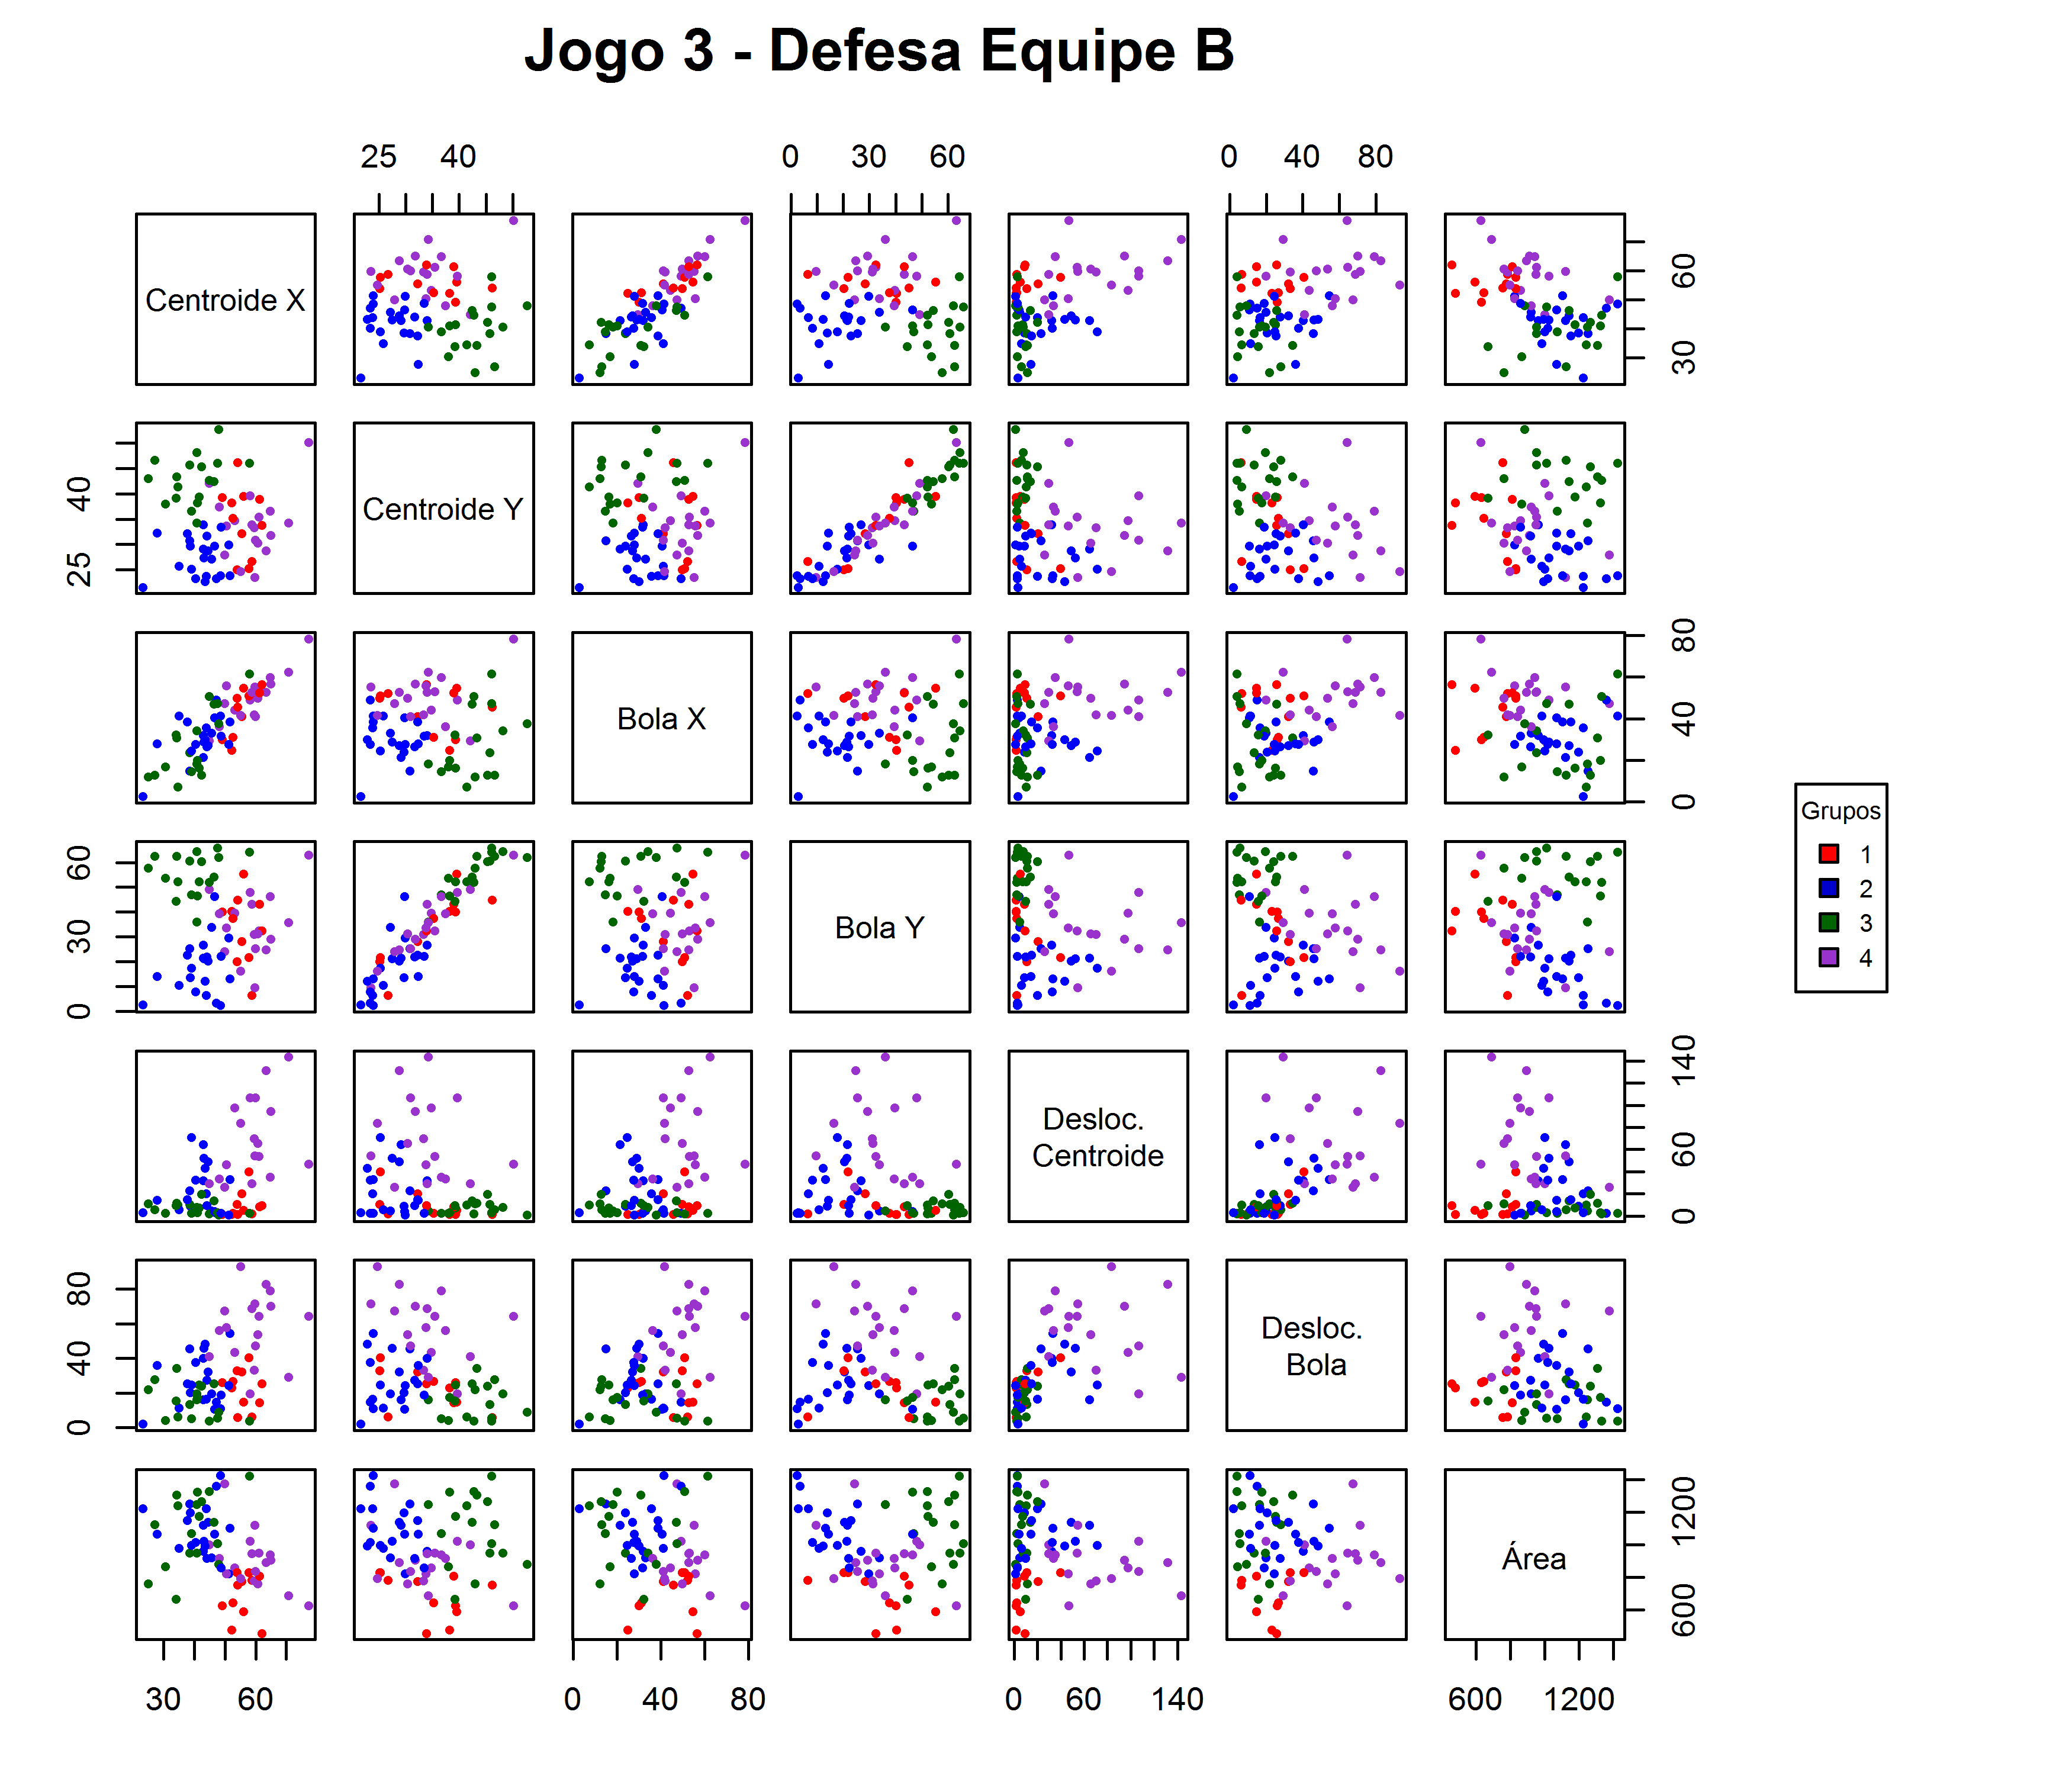 Jogo 3 - Defesa Equipe B
25 40 0 30 60 0 40 80
Centroide X
30 60
Centroide Y
25 40
Bola X
0 40 80
Bola Y
0 30 60
Desloc.
Centroide
0 60 140
Desloc.
Bola
0 40 80
Área
600 1200
30 60 0 40 80 0 60 140 600 1200
Grupos
1
2
3
4